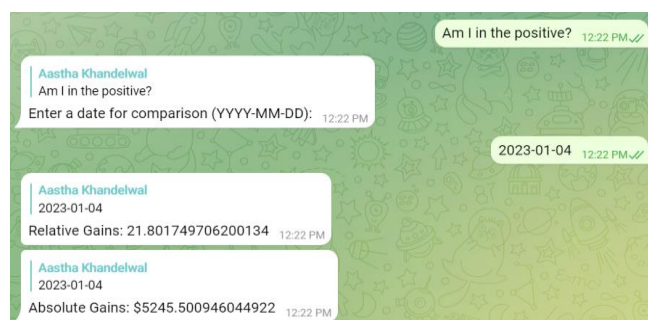 Am I in the positive? 12:22 PM
Aastha Khandelwal
Am I in the positive?
Enter a date for comparison (YYYY-MM-DD): 12:22 PM
2023-01-04 12:22 PM
Aastha Khandelwal
2023-01-04
Relative Gains: 21.801749706200134 12:22 PM
Aastha Khandelwal
2023-01-04
Absolute Gains: $5245.500946044922 12:22 PM